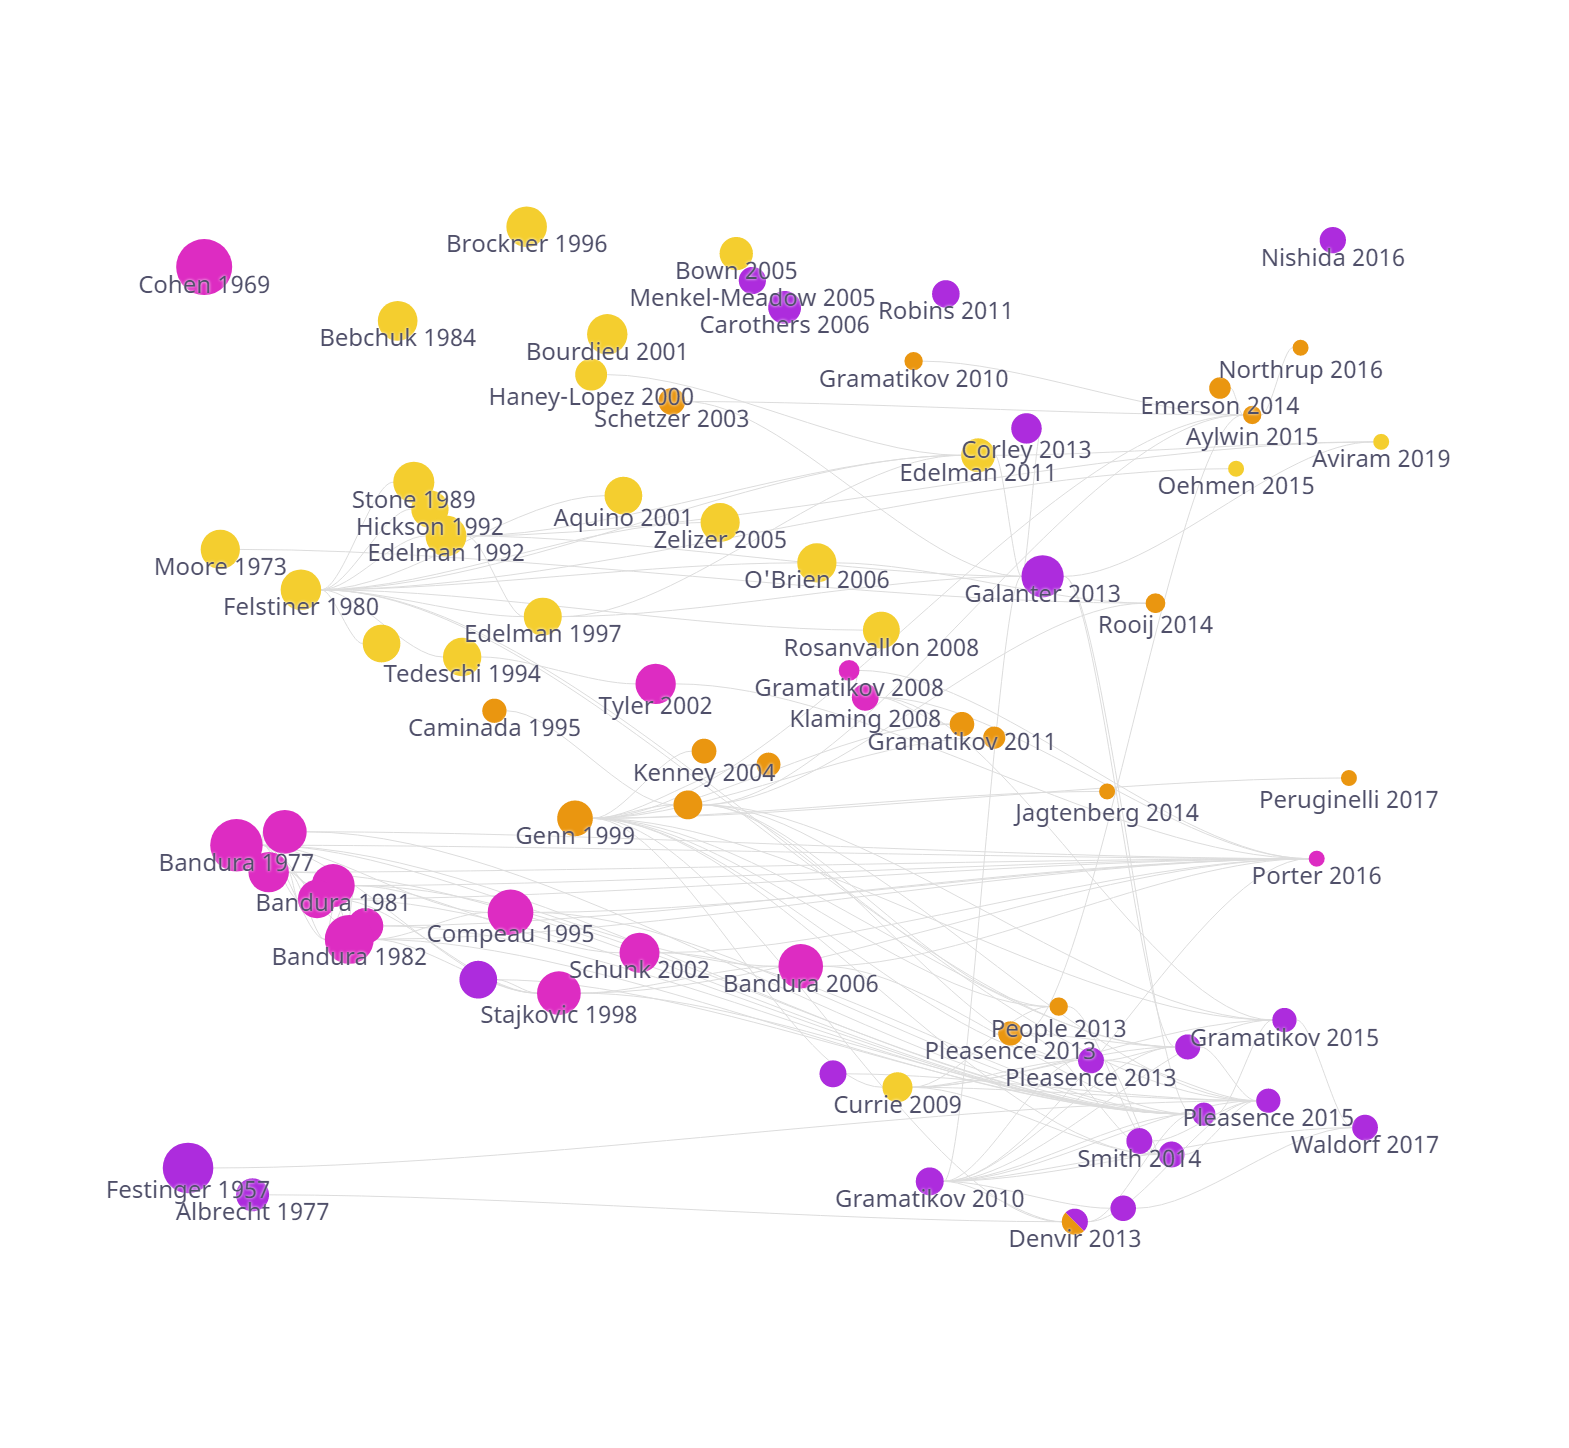 Brockner 1996
Cohen 1969
Bown 2005
Nishida 2016
Menkel-Meadow 2005
Robins 2011
Carothers 2006
Bebchuk 1984
Bourdieu 2001
Northrup 2016
Gramatikov 2010
Haney-Lopez 2000
Emerson 2014
Schetzer 2003
Aylwin 2015
Corley 2013
Aviram 2019
Edelman 2011
Oehmen 2015
Stone 1989
Aquino 2001
Hickson 1992
Zelizer 2005
Edelman 1992
Moore 1973
O'Brien 2006
Galanter 2013
Felstiner 1980
Rooij 2014
Edelman 1997
Rosanvallon 2008
Tedeschi 1994
Gramatikov 2008
Tyler 2002
Klaming 2008
Caminada 1995
Gramatikov 2011
Kenney 2004
Peruginelli 2017
Jagtenberg 2014
Genn 1999
Bandura 1977
Porter 2016
Bandura 1981
Compeau 1995
Bandura 1982
Schunk 2002
Bandura 2006
Stajkovic 1998
People 2013
Gramatikov 2015
Pleasence 2013
Pleasence 2013
Currie 2009
Pleasence 2015
Waldorf 2017
Smith 2014
Festinger 1957
Gramatikov 2010
Albrecht 1977
Denvir 2013